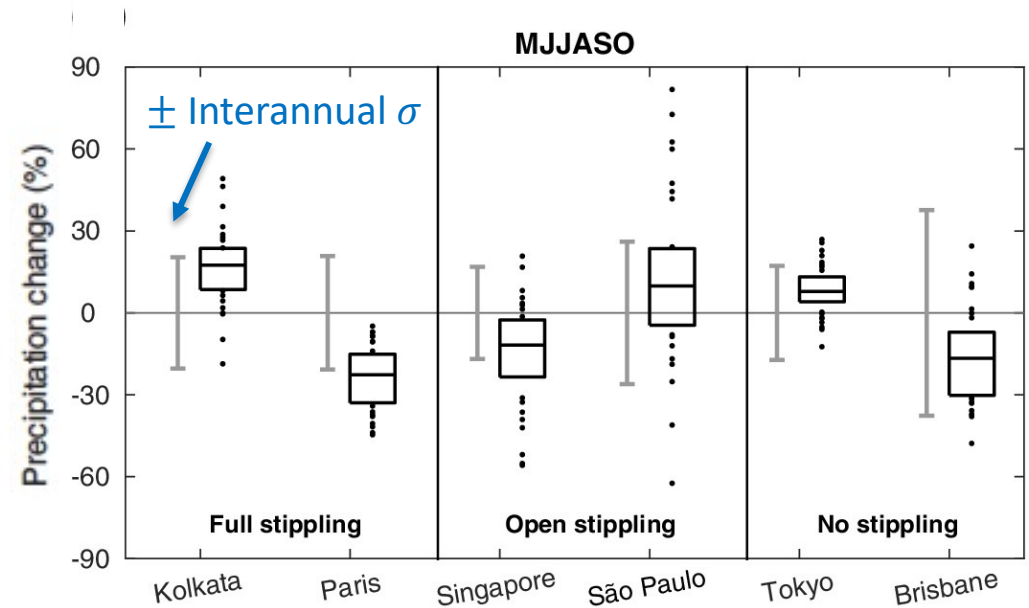 MJJASO
± Interannual σ
Precipitation change (%)
90
60
30
0
-30
-60
-90
Full stippling
Open stippling
No stippling
Kolkata
Paris
Singapore
São Paulo
Tokyo
Brisbane